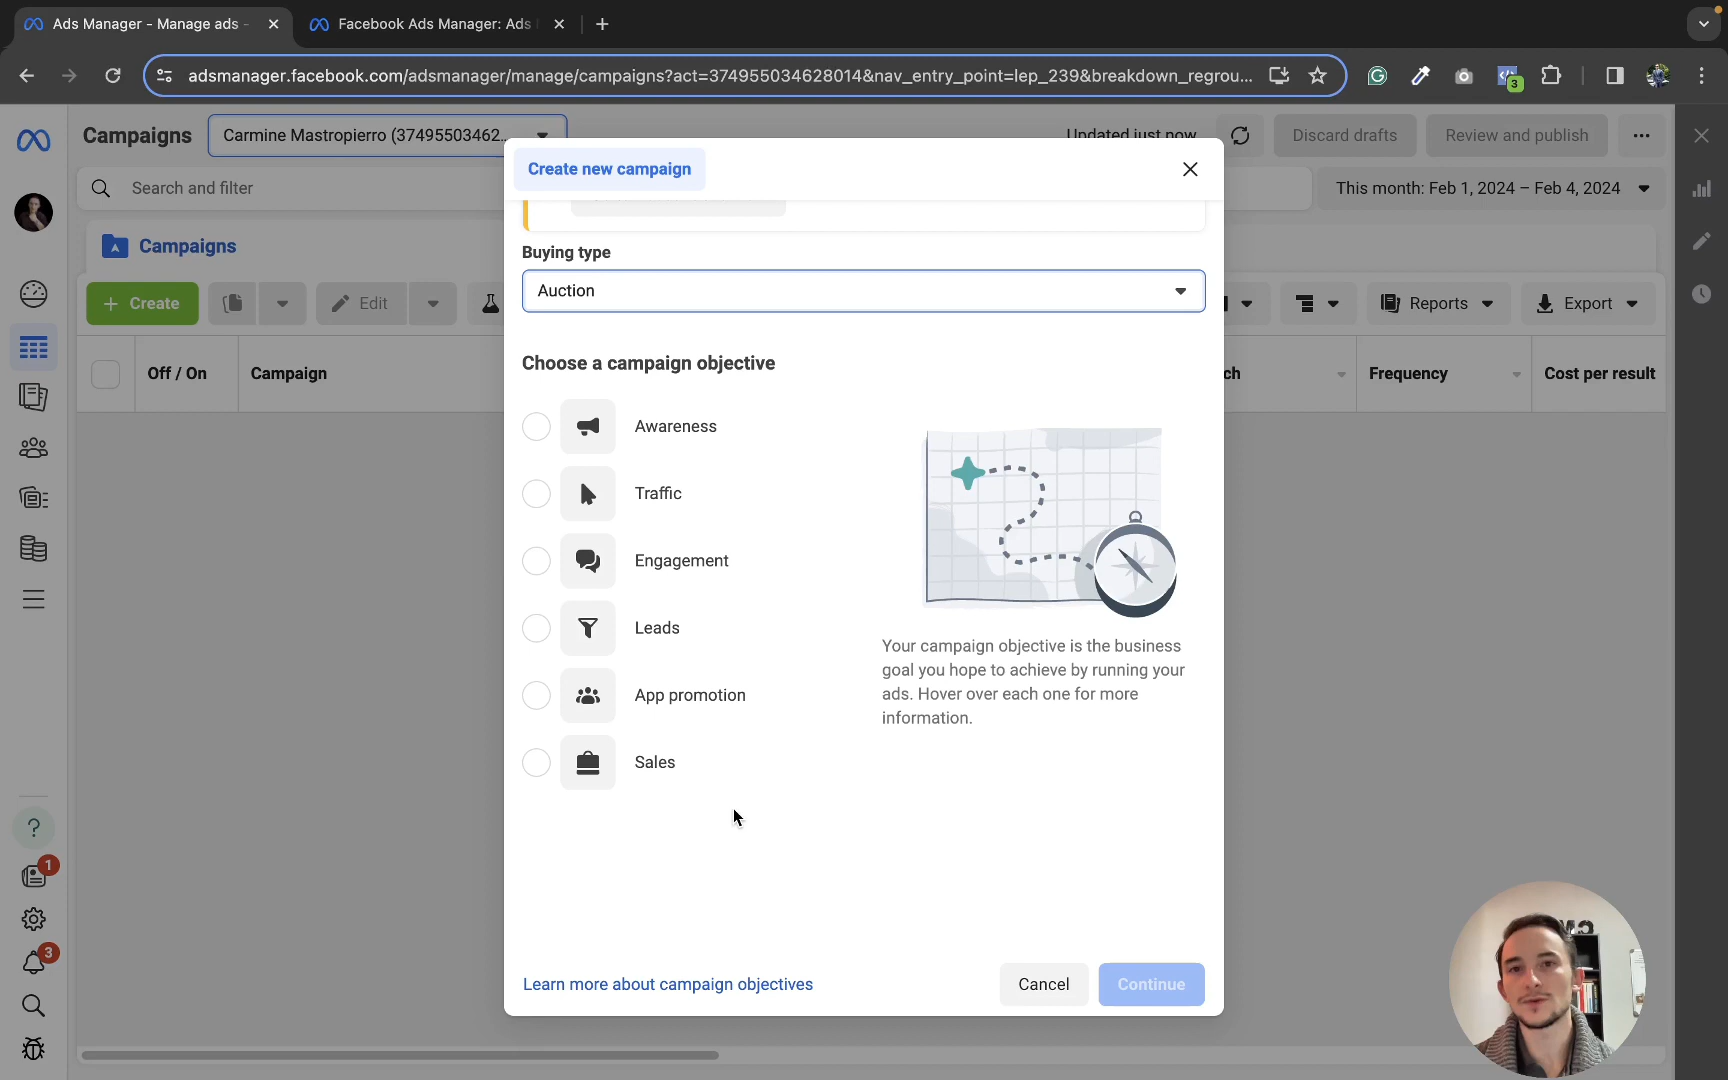 Ads Manager - Manage ads -
Facebook Ads Manager: Ads
adsmanager.facebook.com/adsmanager/manage/campaigns?act=374955034628014&nav_entry_point=lep_239&breakdown_regrou...
3
Campaigns
Carmine Mastropierro (37495503462...
Updated just now
Discard drafts
Review and publish
Search and filter
This month: Feb 1, 2024 – Feb 4, 2024
Campaigns
Create
Edit
Reports
Export
Off / On
Campaign
ch
Frequency
Cost per result
Create new campaign
Buying type
Auction
Choose a campaign objective
Awareness
Traffic
Engagement
Leads
App promotion
Sales
Your campaign objective is the business
goal you hope to achieve by running your
ads. Hover over each one for more
information.
Learn more about campaign objectives
Cancel
Continue
?
1
3